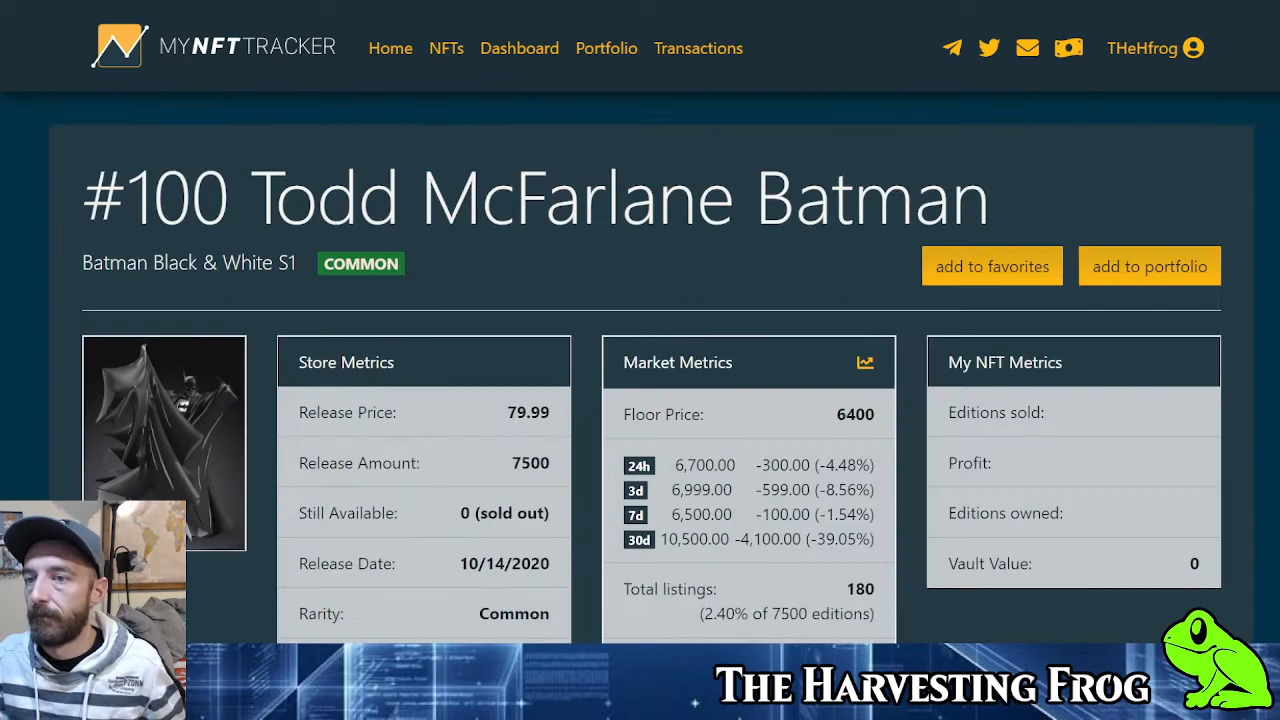 MYNFTTRACKER Home NFTs Dashboard Portfolio Transactions THeHfrog
#100 Todd McFarlane Batman
Batman Black & White S1 COMMON add to favorites add to portfolio
Store Metrics
Release Price: 79.99
Release Amount: 7500
Still Available: 0 (sold out)
Release Date: 10/14/2020
Rarity: Common
Market Metrics
Floor Price: 6400
24h 6,700.00 -300.00 (-4.48%)
3d 6,999.00 -599.00 (-8.56%)
7d 6,500.00 -100.00 (-1.54%)
30d 10,500.00 -4,100.00 (-39.05%)
Total listings: 180
(2.40% of 7500 editions)
My NFT Metrics
Editions sold:
Profit:
Editions owned:
Vault Value: 0
THE HARVESTING FROG